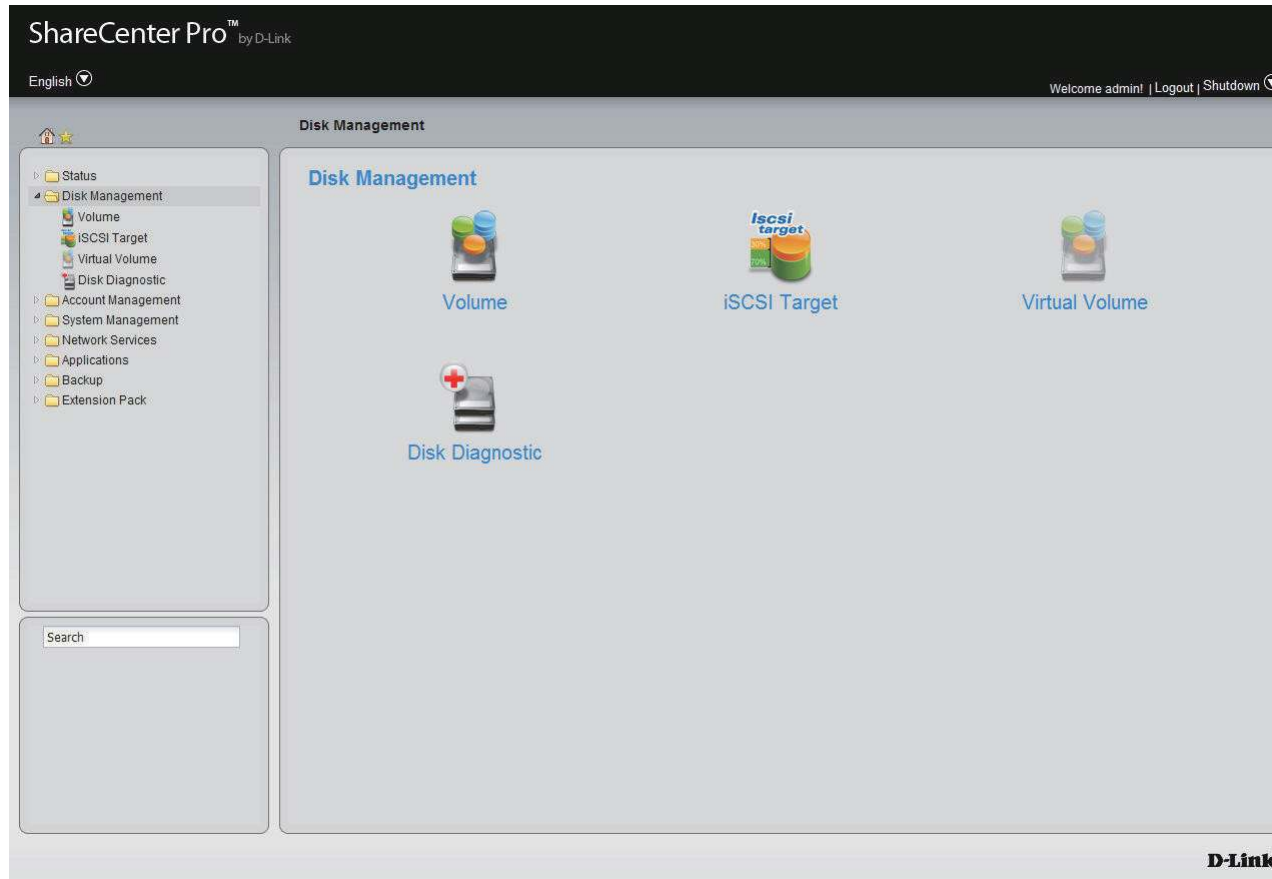 ShareCenter Pro™ by D-Link
English
Welcome admin! | Logout | Shutdown
Disk Management
Status
Disk Management
Volume
iSCSI Target
Virtual Volume
Disk Diagnostic
Account Management
System Management
Network Services
Applications
Backup
Extension Pack
Search
Disk Management
Iscsi
target
30%
70%
Volume
iSCSI Target
Virtual Volume
Disk Diagnostic
D-Link